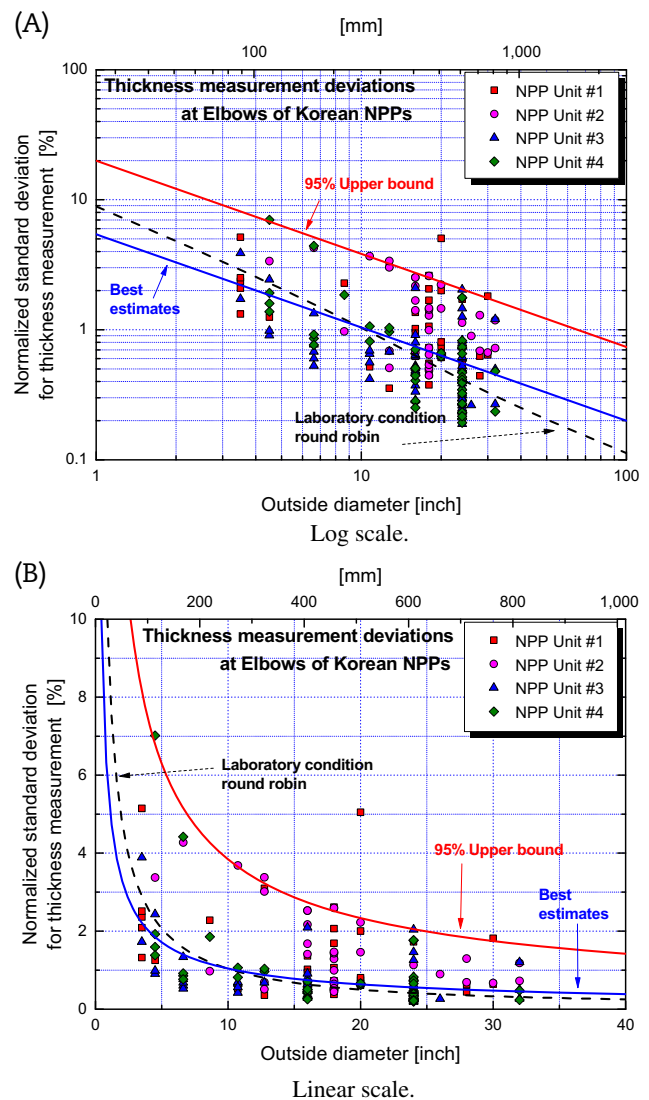 (A)
[mm]
100 1,000
Thickness measurement deviations
at Elbows of Korean NPPs
NPP Unit #1
NPP Unit #2
NPP Unit #3
NPP Unit #4
100
10
1
0.1
Normalized standard deviation
for thickness measurement [%]
95% Upper bound
Best
estimates
Laboratory condition
round robin
1 10 100
Outside diameter [inch]
Log scale.
(B)
[mm]
0 200 400 600 800 1,000
Thickness measurement deviations
at Elbows of Korean NPPs
NPP Unit #1
NPP Unit #2
NPP Unit #3
NPP Unit #4
10
8
6
4
2
0
Normalized standard deviation
for thickness measurement [%]
Laboratory condition
round robin
95% Upper bound
Best
estimates
0 10 20 30 40
Outside diameter [inch]
Linear scale.